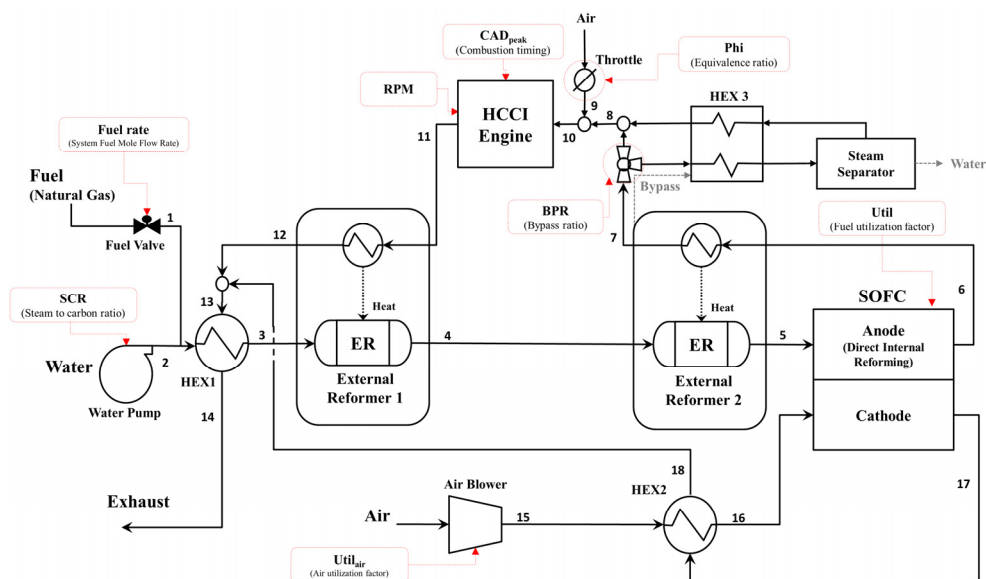 Air
CAD_peak
(Combustion timing)
Throttle
Phi
(Equivalence ratio)
RPM
HCCI
Engine
HEX 3
9
8
10
11
Steam
Separator
Water
Bypass
Fuel rate
(System Fuel Mole Flow Rate)
Fuel
(Natural Gas)
1
Fuel Valve
BPR
(Bypass ratio)
7
Util
(Fuel utilization factor)
12
6
SCR
(Steam to carbon ratio)
13
Heat
Heat
SOFC
Water
2
3
ER
4
ER
5
Anode
(Direct Internal
Reforming)
HEX1
Water Pump
External
Reformer 1
External
Reformer 2
Cathode
14
18
17
Exhaust
Air Blower
HEX2
Air
15
16
Util_air
(Air utilization factor)